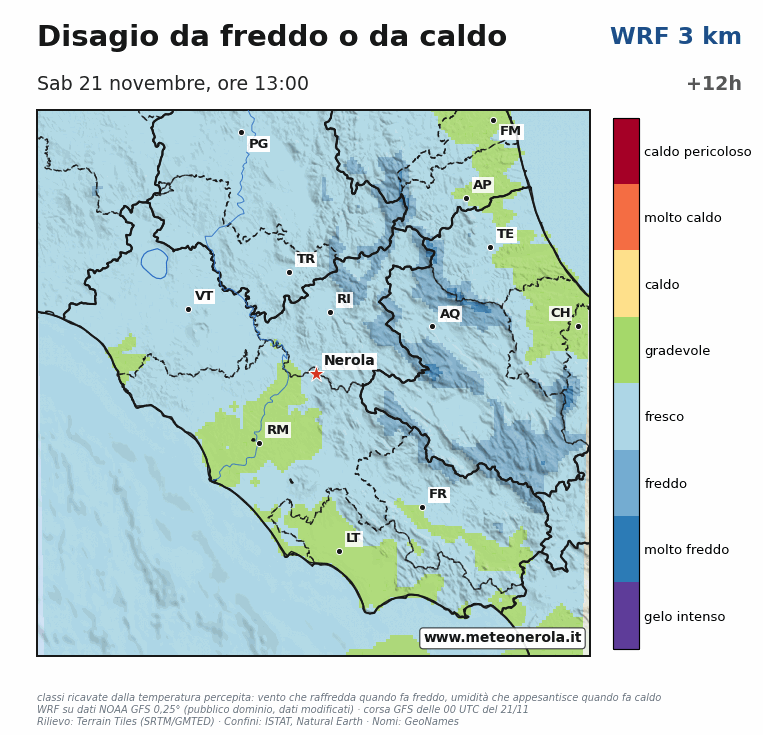 Disagio da freddo o da caldo
WRF 3 km
Sab 21 novembre, ore 13:00
+12h
FM
PG
AP
TE
TR
VT
RI
AQ
CH
Nerola
RM
FR
LT
www.meteonerola.it
caldo pericoloso
molto caldo
caldo
gradevole
fresco
freddo
molto freddo
gelo intenso
classi ricavate dalla temperatura percepita: vento che raffredda quando fa freddo, umidità che appesantisce quando fa caldo
WRF su dati NOAA GFS 0,25° (pubblico dominio, dati modificati) · corsa GFS delle 00 UTC del 21/11
Rilievo: Terrain Tiles (SRTM/GMTED) · Confini: ISTAT, Natural Earth · Nomi: GeoNames